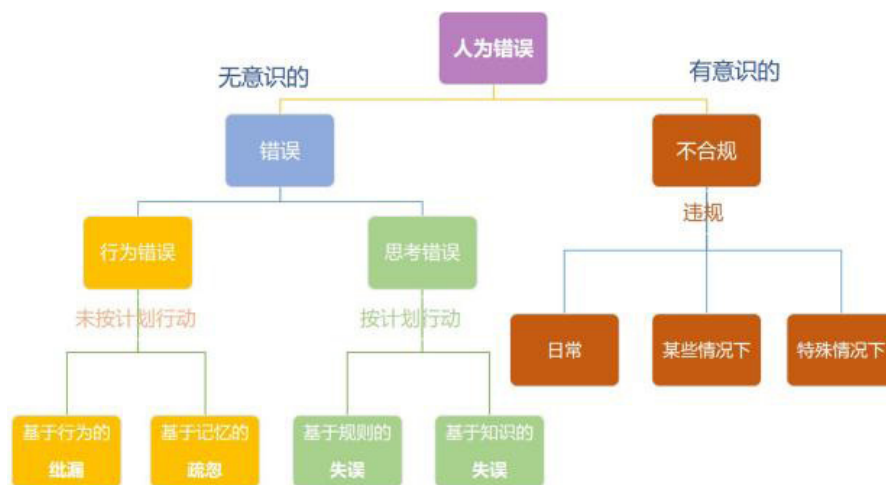 人为错误
无意识的
有意识的
错误
不合规
违规
行为错误
思考错误
未按计划行动
按计划行动
日常
某些情况下
特殊情况下
基于行为的
纰漏
基于记忆的
疏忽
基于规则的
失误
基于知识的
失误